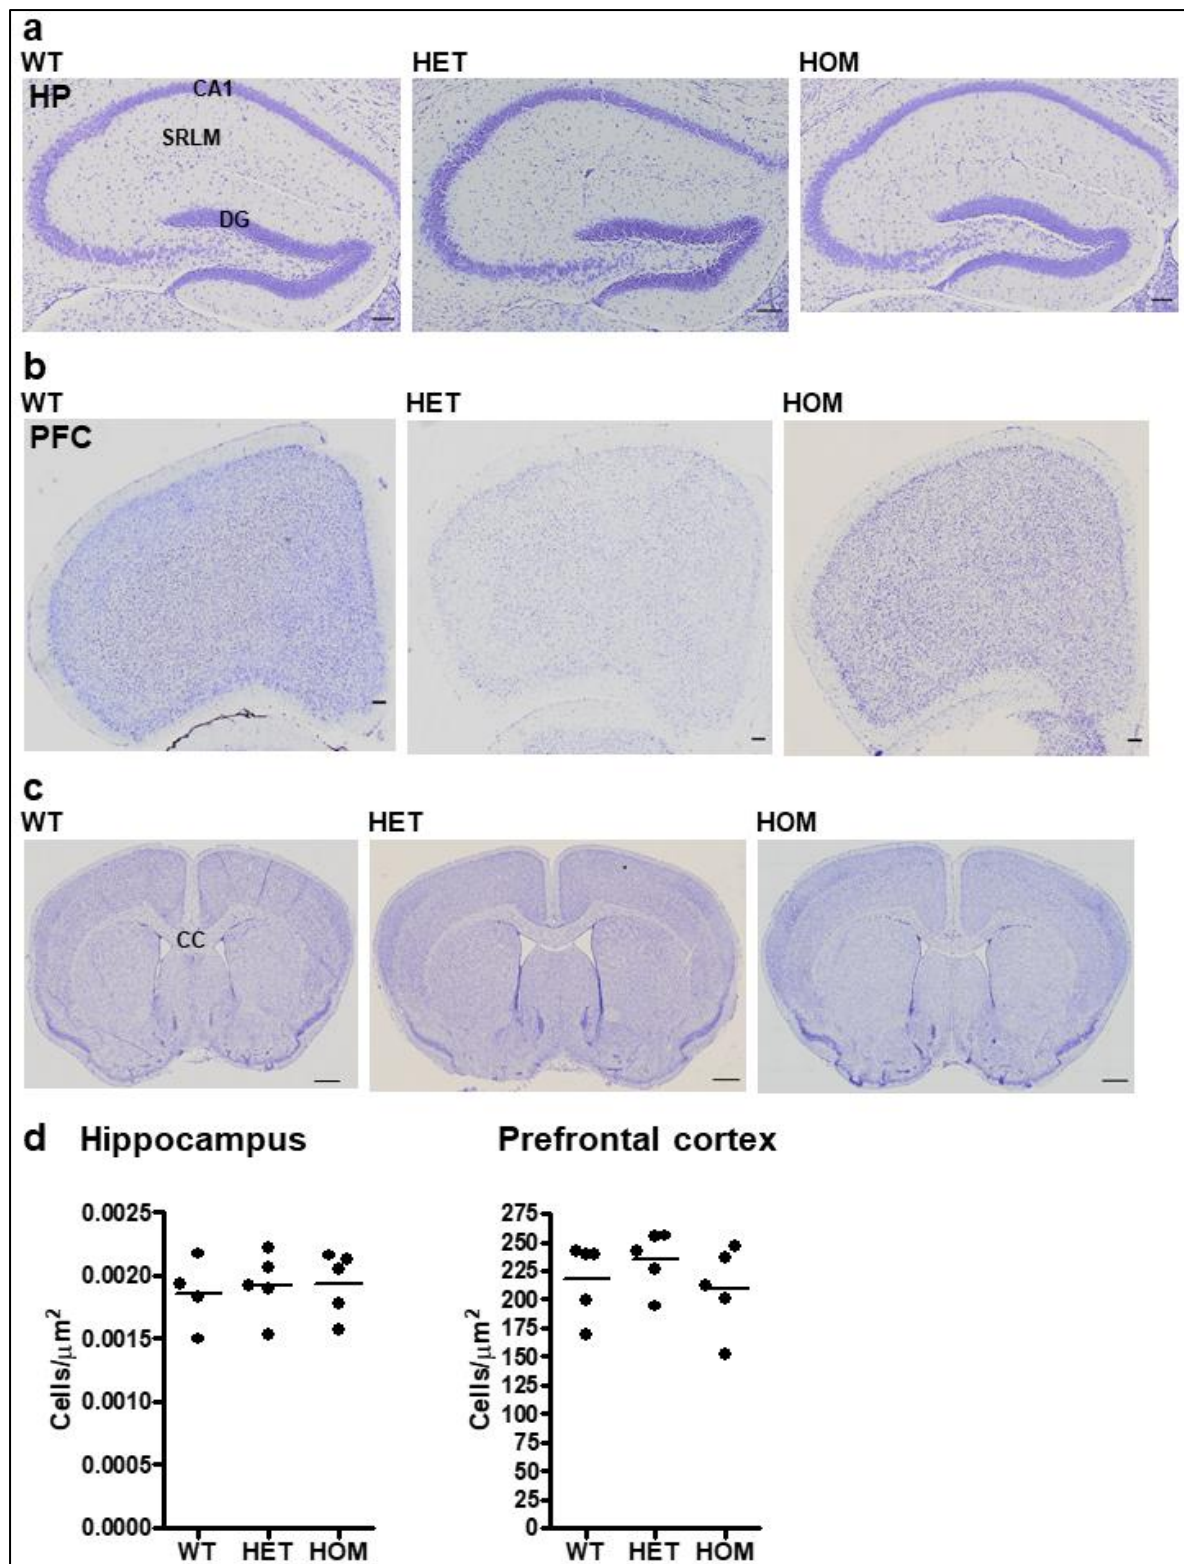 a
WT HET HOM
HP
CA1
SRLM
DG
b
WT HET HOM
PFC
c
WT HET HOM
CC
d Hippocampus Prefrontal cortex
Cells/μm²
0.0025
0.0020
0.0015
0.0010
0.0005
0.0000
WT HET HOM
Cells/μm²
275
250
225
200
175
150
125
100
75
50
25
0
WT HET HOM